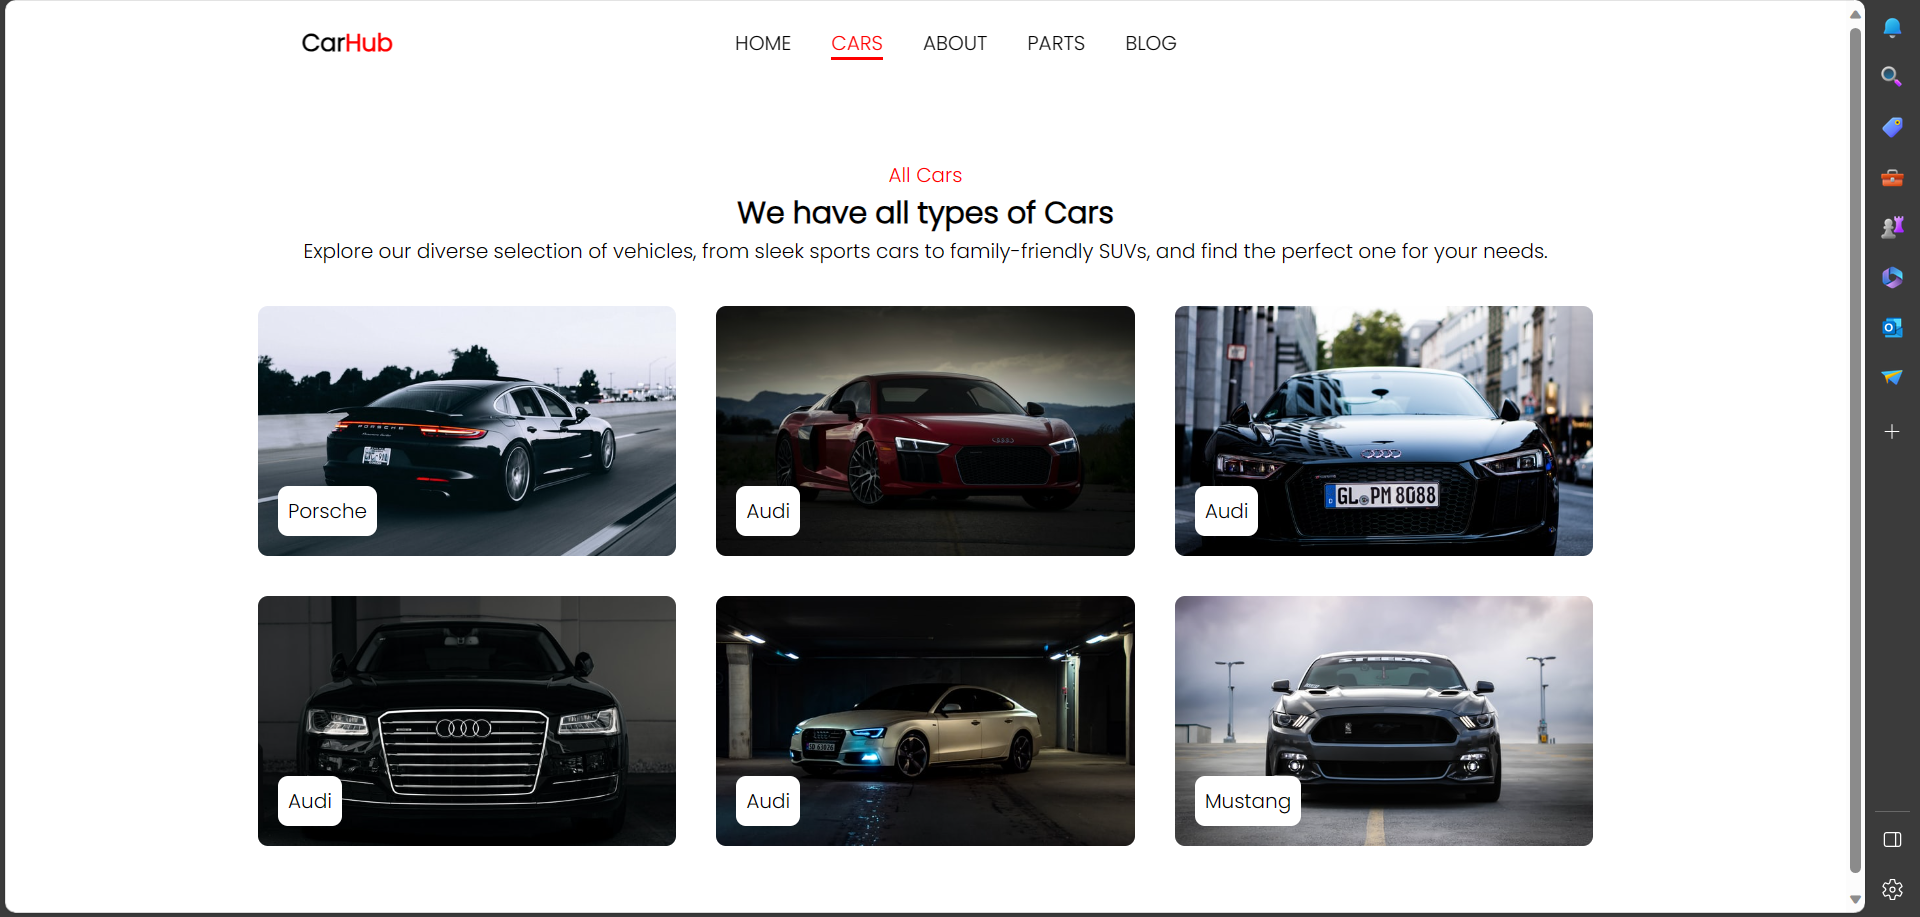 CarHub
HOME CARS ABOUT PARTS BLOG
All Cars
We have all types of Cars
Explore our diverse selection of vehicles, from sleek sports cars to family-friendly SUVs, and find the perfect one for your needs.
PORSCHE
Porsche
Audi
GL PM 8088
Audi
Audi
Audi
STEEDA
Mustang